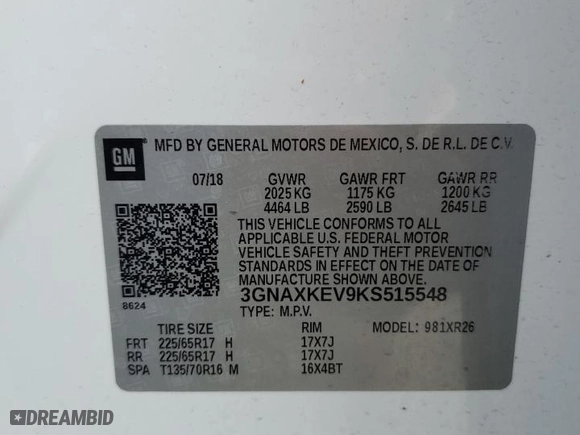 GM MFD BY GENERAL MOTORS DE MEXICO, S. DE R.L. DE C.V.
07/18 GVWR GAWR FRT GAWR RR
2025 KG 1175 KG 1200 KG
4464 LB 2590 LB 2645 LB
THIS VEHICLE CONFORMS TO ALL
APPLICABLE U.S. FEDERAL MOTOR
VEHICLE SAFETY AND THEFT PREVENTION
STANDARDS IN EFFECT ON THE DATE OF
MANUFACTURE SHOWN ABOVE.
3GNAXKEV9KS515548
8624 TYPE: M.P.V.
TIRE SIZE RIM MODEL: 981XR26
FRT 225/65R17 H 17X7J
RR 225/65R17 H 17X7J
SPA T135/70R16 M 16X4BT
DREAMBID